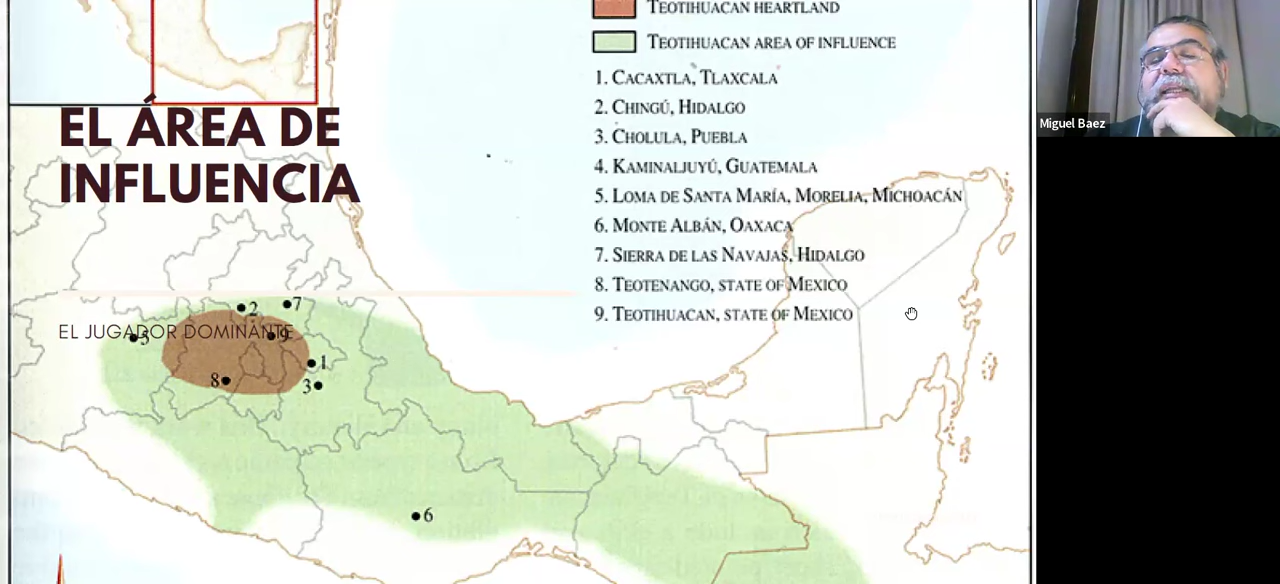 TEOTIHUACAN HEARTLAND
TEOTIHUACAN AREA OF INFLUENCE
1. CACAXTLA, TLAXCALA
2. CHINGÚ, HIDALGO
3. CHOLULA, PUEBLA
4. KAMINALJUYÚ, GUATEMALA
5. LOMA DE SANTA MARÍA, MORELIA, MICHOACÁN
6. MONTE ALBÁN, OAXACA
7. SIERRA DE LAS NAVAJAS, HIDALGO
8. TEOTENANGO, STATE OF MEXICO
9. TEOTIHUACAN, STATE OF MEXICO
EL ÁREA DE
INFLUENCIA
EL JUGADOR DOMINANTE
2
7
5
9
1
8
3
6
Miguel Baez